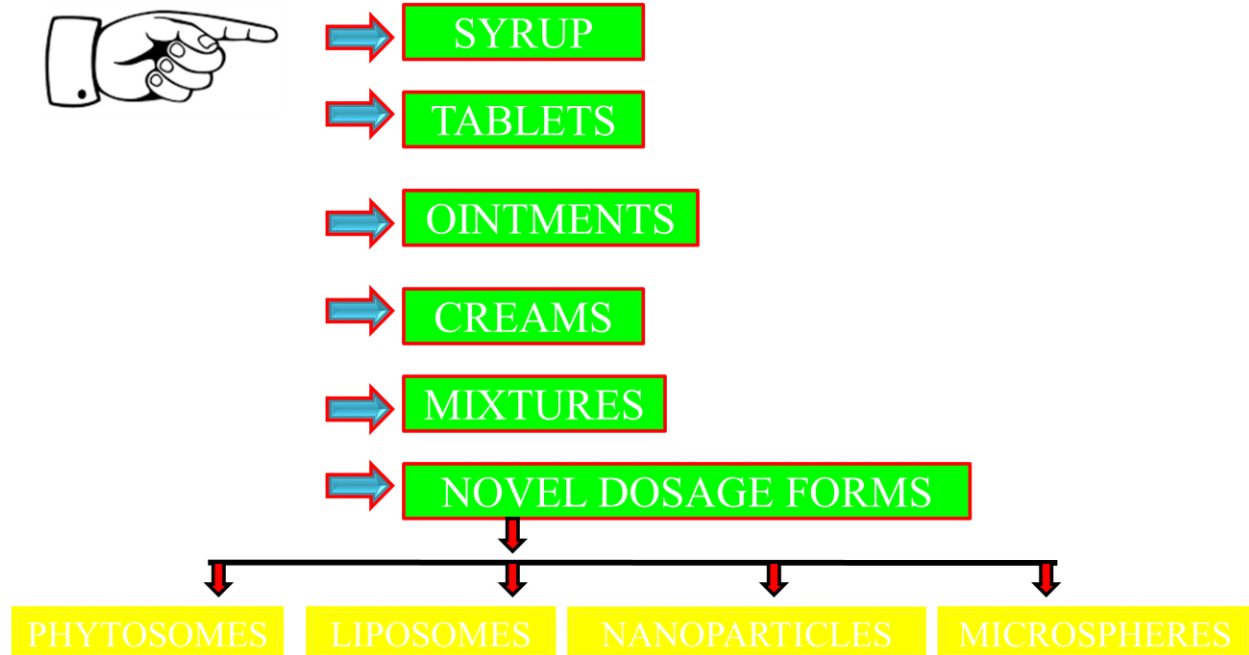 SYRUP
TABLETS
OINTMENTS
CREAMS
MIXTURES
NOVEL DOSAGE FORMS
PHYTOSOMES
LIPOSOMES
NANOPARTICLES
MICROSPHERES